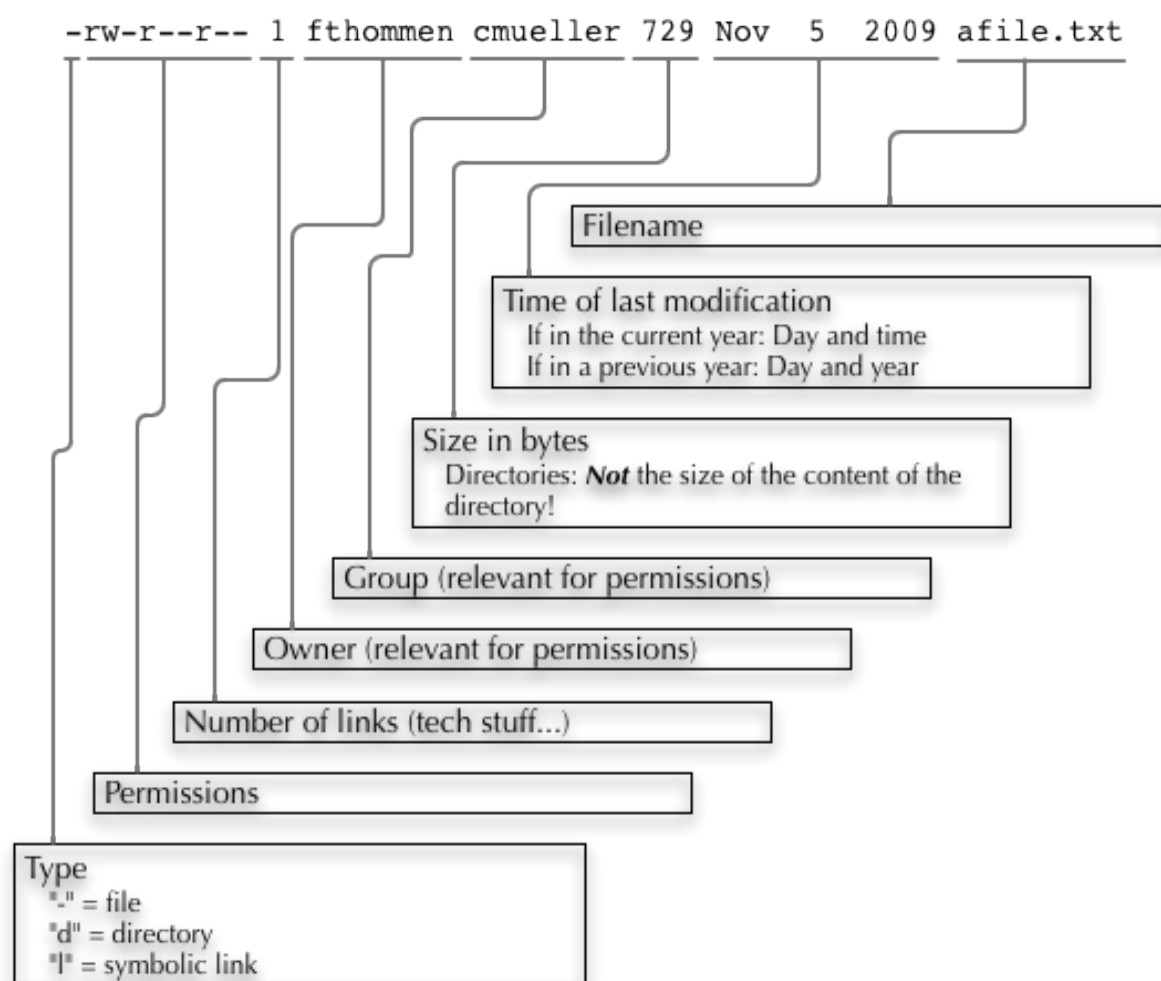 -rw-r--r-- 1 fthommen cmueller 729 Nov  5  2009 afile.txt
Filename
Time of last modification
If in the current year: Day and time
If in a previous year: Day and year
Size in bytes
Directories: Not the size of the content of the
directory!
Group (relevant for permissions)
Owner (relevant for permissions)
Number of links (tech stuff...)
Permissions
Type
"-" = file
"d" = directory
"l" = symbolic link